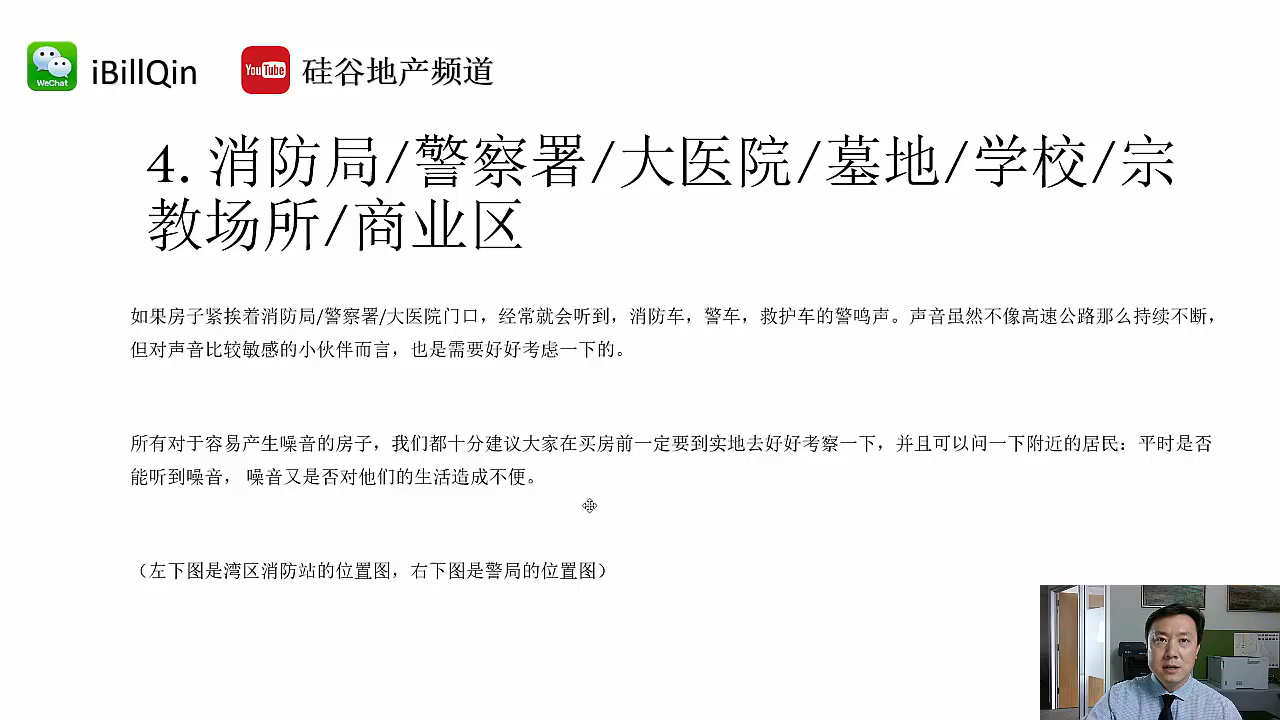 WeChat
iBillQin
YouTube
硅谷地产频道
4. 消防局/警察署/大医院/墓地/学校/宗
教场所/商业区
如果房子紧挨着消防局/警察署/大医院门口，经常就会听到，消防车，警车，救护车的警鸣声。声音虽然不像高速公路那么持续不断，
但对声音比较敏感的小伙伴而言，也是需要好好考虑一下的。
所有对于容易产生噪音的房子，我们都十分建议大家在买房前一定要到实地去好好考察一下，并且可以问一下附近的居民：平时是否
能听到噪音， 噪音又是否对他们的生活造成不便。
（左下图是湾区消防站的位置图，右下图是警局的位置图）